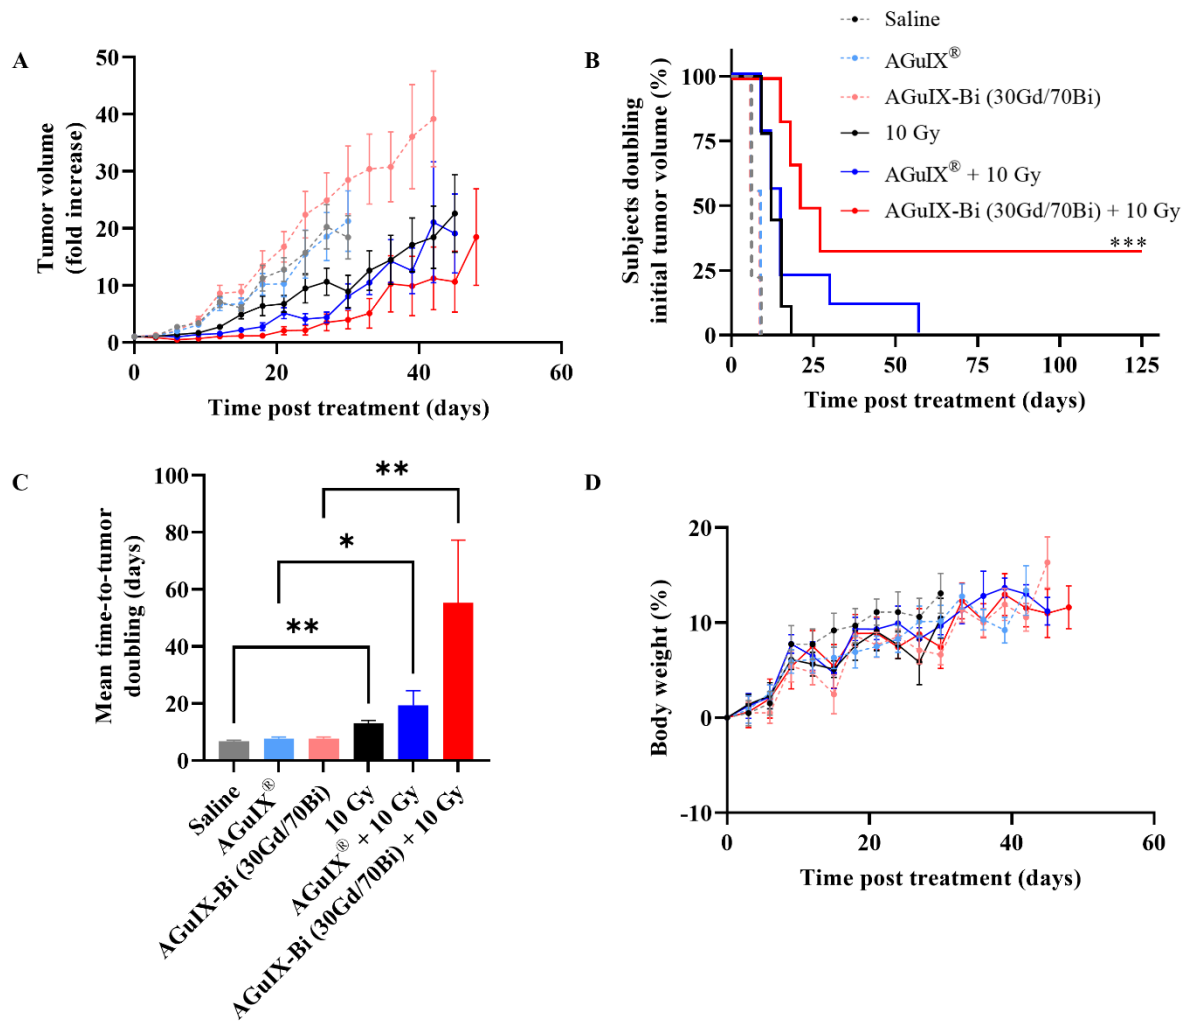 A
50
40
30
20
10
0
Tumor volume
(fold increase)
0
20
40
60
Time post treatment (days)
B
Saline
AGuIX®
AGuIX-Bi (30Gd/70Bi)
10 Gy
AGuIX® + 10 Gy
AGuIX-Bi (30Gd/70Bi) + 10 Gy
100
75
50
25
0
Subjects doubling
initial tumor volume (%)
***
0
25
50
75
100
125
Time post treatment (days)
C
100
80
60
40
20
0
Mean time-to-tumor
doubling (days)
**
*
**
Saline
AGuIX®
AGuIX-Bi (30Gd/70Bi)
10 Gy
AGuIX® + 10 Gy
AGuIX-Bi (30Gd/70Bi) + 10 Gy
D
20
10
0
-10
Body weight (%)
0
20
40
60
Time post treatment (days)